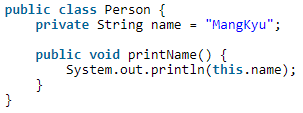 public class Person {
    private String name = "MangKyu";

    public void printName() {
        System.out.println(this.name);
    }
}